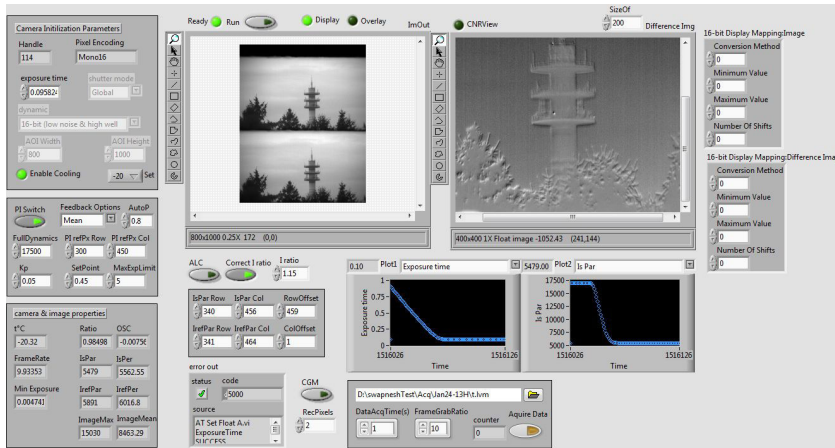 Camera Initilization Parameters
Handle
Pixel Encoding
114
Mono16
exposure time
shutter mode
0.095824
Global
dynamic
16-bit (low noise & high well
AOI Width
AOI Height
800
1000
Enable Cooling
-20
Set
PI Switch
Feedback Options
AutoP
Mean
0.8
FullDynamics
PI refPx Row
PI refPx Col
17500
300
450
Kp
SetPoint
MaxExpLimit
0.05
0.45
5
camera & image properties
t°C
Ratio
OSC
-20.32
0.98498
-0.00756
FrameRate
IsPar
IsPer
9.93353
5479
5562.55
Min Exposure
IrefPar
IrefPer
0.004741
5891
6016.8
ImageMax
ImageMean
15030
8463.29
Ready
Run
Display
Overlay
ImOut
800x1000 0.25X 172 (0,0)
CNRView
SizeOf
200
Difference Img
400x400 1X Float image -1052.43 (241,144)
16-bit Display Mapping:Image
Conversion Method
0
Minimum Value
0
Maximum Value
0
Number Of Shifts
0
16-bit Display Mapping:Difference Ima
Conversion Method
0
Minimum Value
0
Maximum Value
0
Number Of Shifts
0
ALC
Correct I ratio
I ratio
1.15
IsPar Row
IsPar Col
RowOffset
340
456
459
IrefPar Row
IrefPar Col
ColOffset
341
464
1
error out
status
code
5000
source
AT Set Float A.vi
ExposureTime
SUCCESS
CGM
RecPixels
2
0.10
Plot1
Exposure time
Exposure time
1
0.75
0.5
0.25
0
1516026
1516126
Time
5479.00
Plot2
Is Par
Is Par
17500
15000
12500
10000
7500
5000
1516026
1516126
Time
D:\swapneshTest\Acq\Jan24-13H\t.lvm
DataAcqTime(s)
FrameGrabRatio
counter
Aquire Data
1
10
0